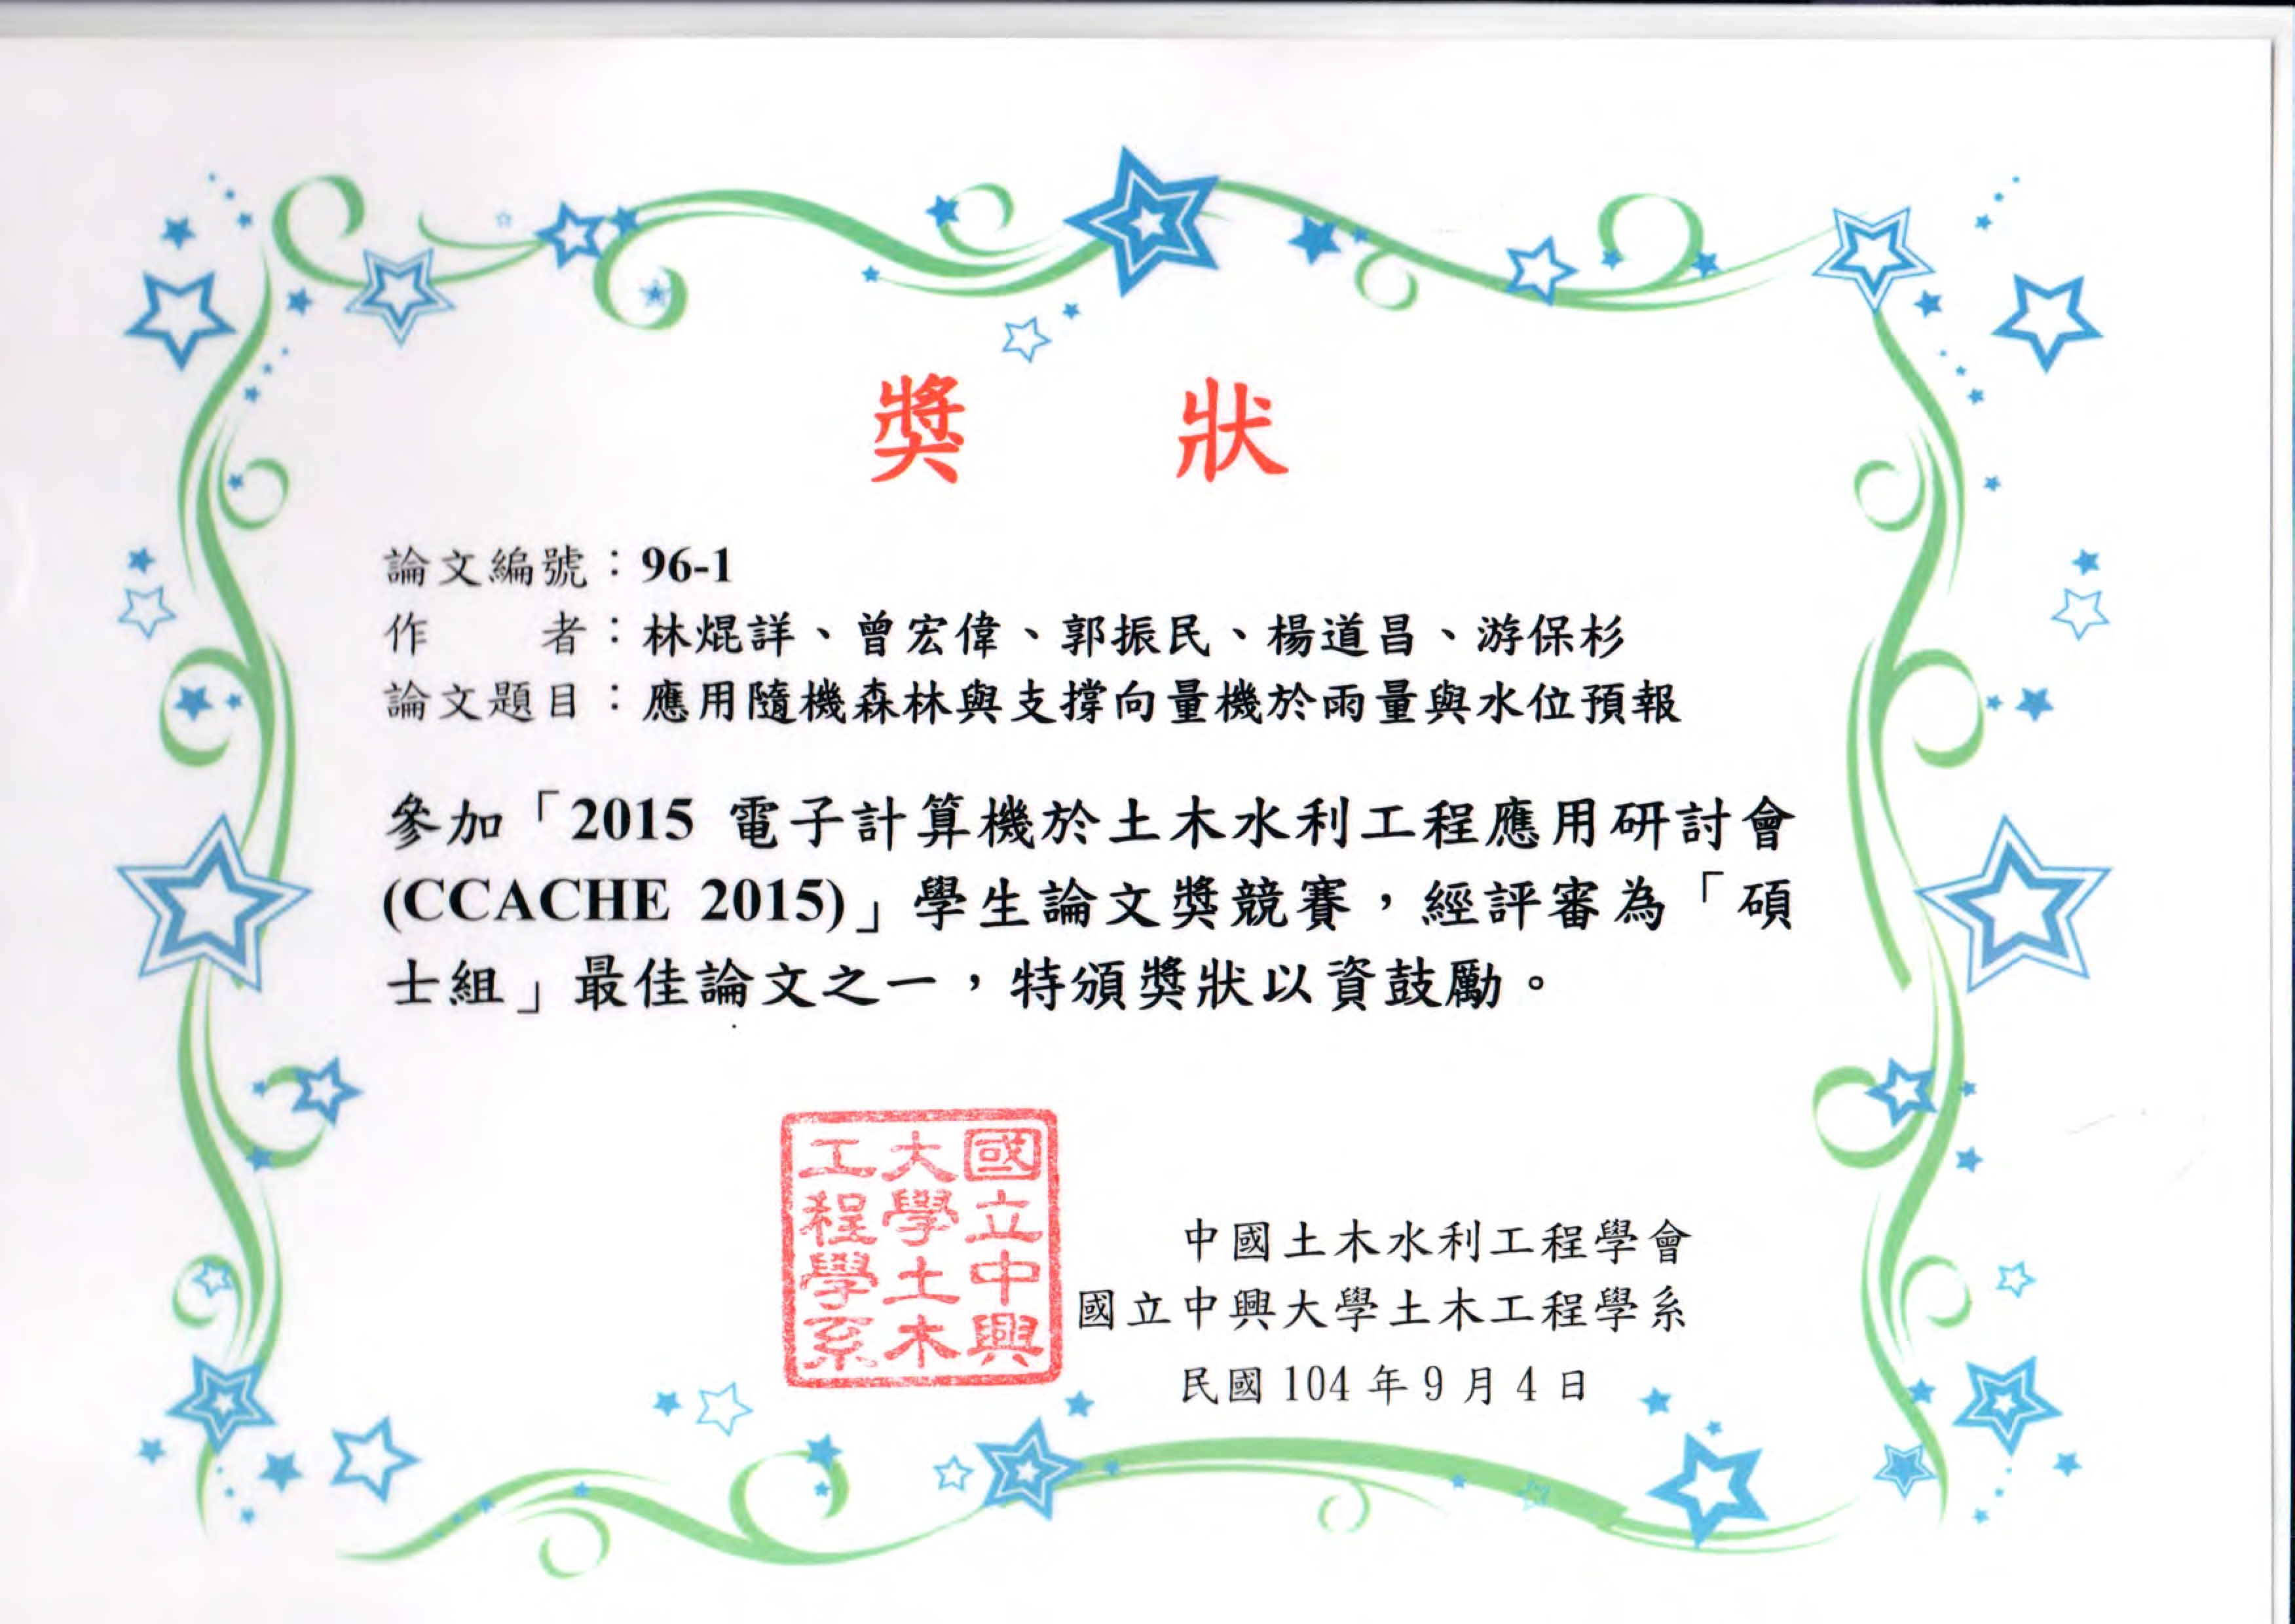 獎狀
論文編號：96-1
作者：林焜詳、曾宏偉、郭振民、楊道昌、游保杉
論文題目：應用隨機森林與支撐向量機於雨量與水位預報
參加「2015 電子計算機於土木水利工程應用研討會
(CCACHE 2015)」學生論文獎競賽，經評審為「碩
士組」最佳論文之一，特頒獎狀以資鼓勵。
國立中興
大學土木
工程學系
中國土木水利工程學會
國立中興大學土木工程學系
民國 104 年 9 月 4 日